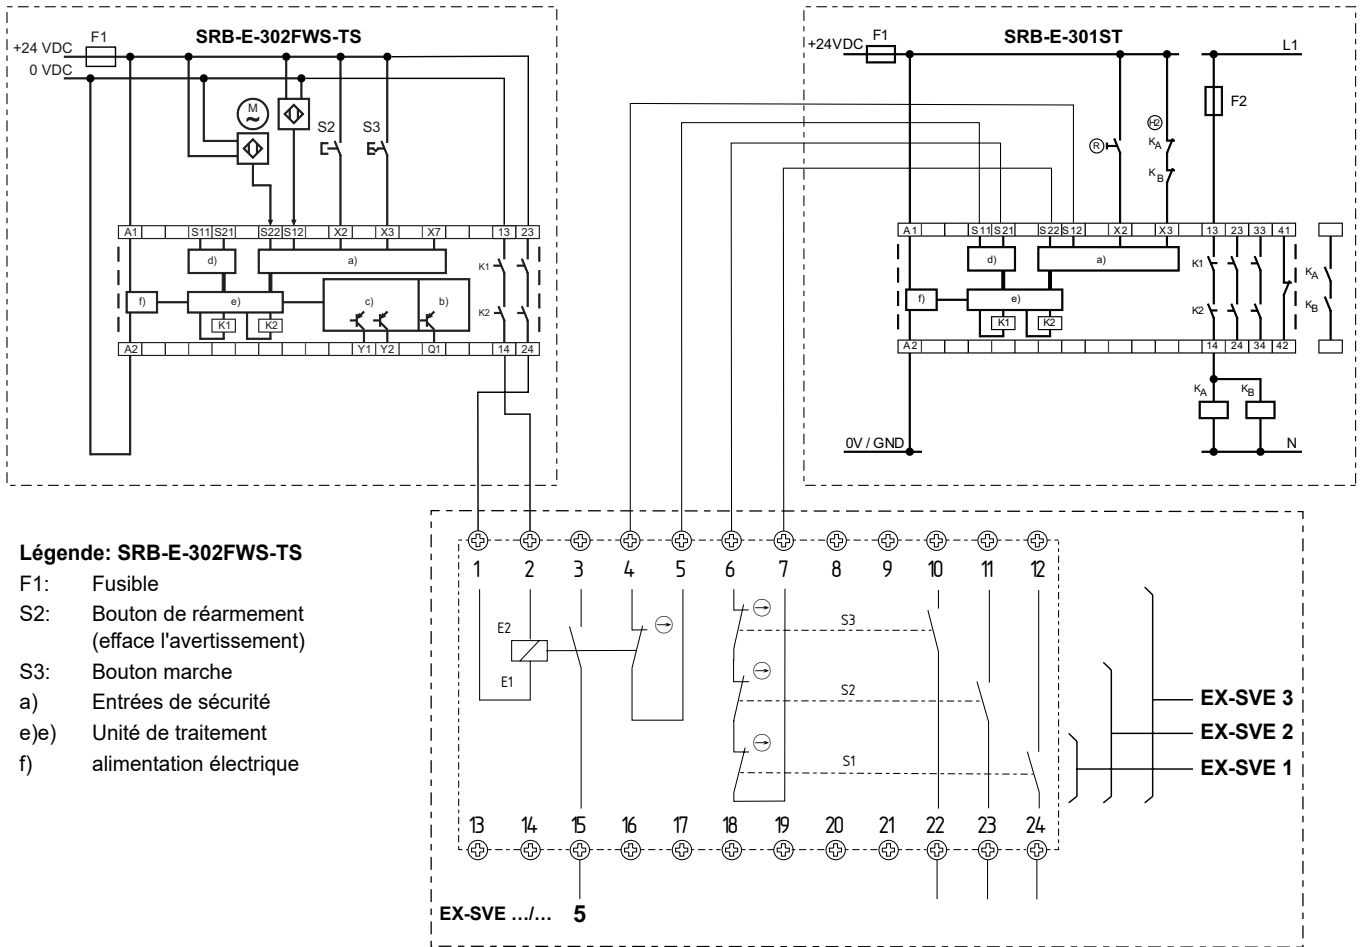 F1
SRB-E-302FWS-TS
+24 VDC
0 VDC
M
~
S2
S3
A1 S11 S21 S22 S12 X2 X3 X7 13 23
d)
a)
K1
f)
e)
c)
b)
K2
K1 K2
A2 Y1 Y2 Q1 14 24
F1
SRB-E-301ST
+24VDC
L1
F2
H2
R
KA
KB
A1 S11 S21 S22 S12 X2 X3 13 23 33 41
d)
a)
K1
KA
f)
e)
K2
KB
K1 K2
A2 14 24 34 42
KA KB
0V / GND
N
Légende: SRB-E-302FWS-TS
F1: Fusible
S2: Bouton de réarmement
(efface l'avertissement)
S3: Bouton marche
a) Entrées de sécurité
e)e) Unité de traitement
f) alimentation électrique
1 2 3 4 5 6 7 8 9 10 11 12
E2
E1
S3
S2
S1
EX-SVE 3
EX-SVE 2
EX-SVE 1
13 14 15 16 17 18 19 20 21 22 23 24
EX-SVE .../... 5